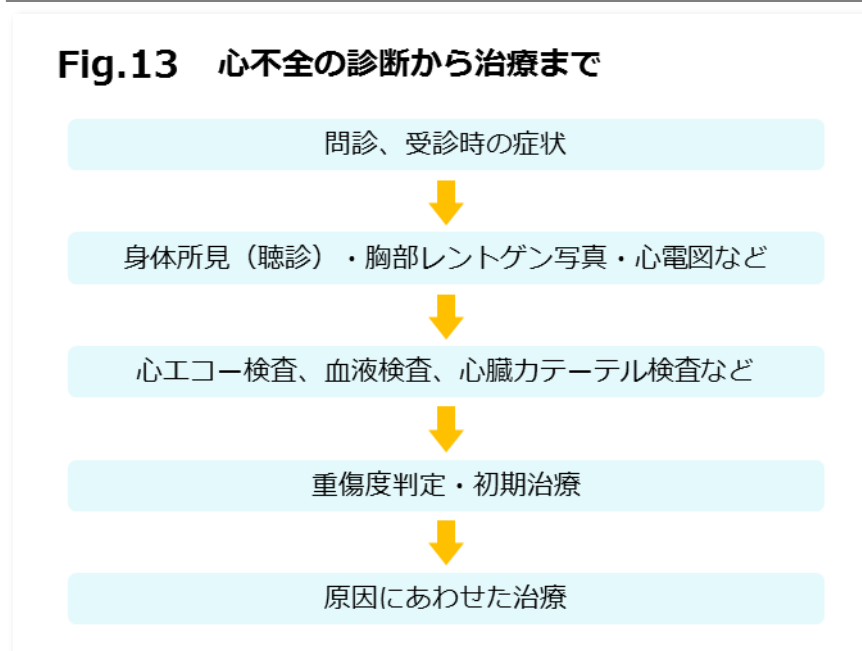 Fig.13 心不全の診断から治療まで
問診、受診時の症状
身体所見（聴診）・胸部レントゲン写真・心電図など
心エコー検査、血液検査、心臓カテーテル検査など
重傷度判定・初期治療
原因にあわせた治療